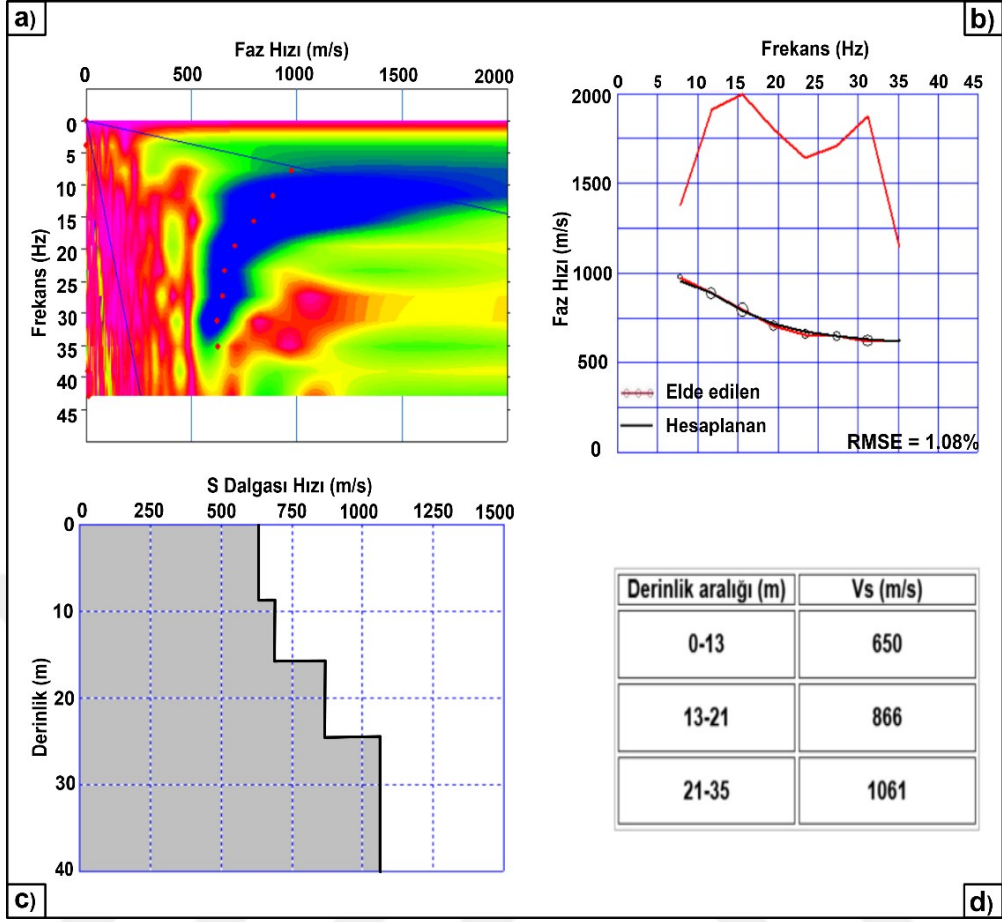 a)
Faz Hızı (m/s)
0 500 1000 1500 2000
Frekans (Hz)
0
5
10
15
20
25
30
35
40
45
b)
Frekans (Hz)
0 5 10 15 20 25 30 35 45
Faz Hızı (m/s)
2000
1500
1000
500
0
Elde edilen
Hesaplanan
RMSE = 1.08%
S Dalgası Hızı (m/s)
0 250 500 750 1000 1250 1500
Derinlik (m)
0
10
20
30
40
c)
Derinlik aralığı (m) Vs (m/s)
0-13 650
13-21 866
21-35 1061
d)